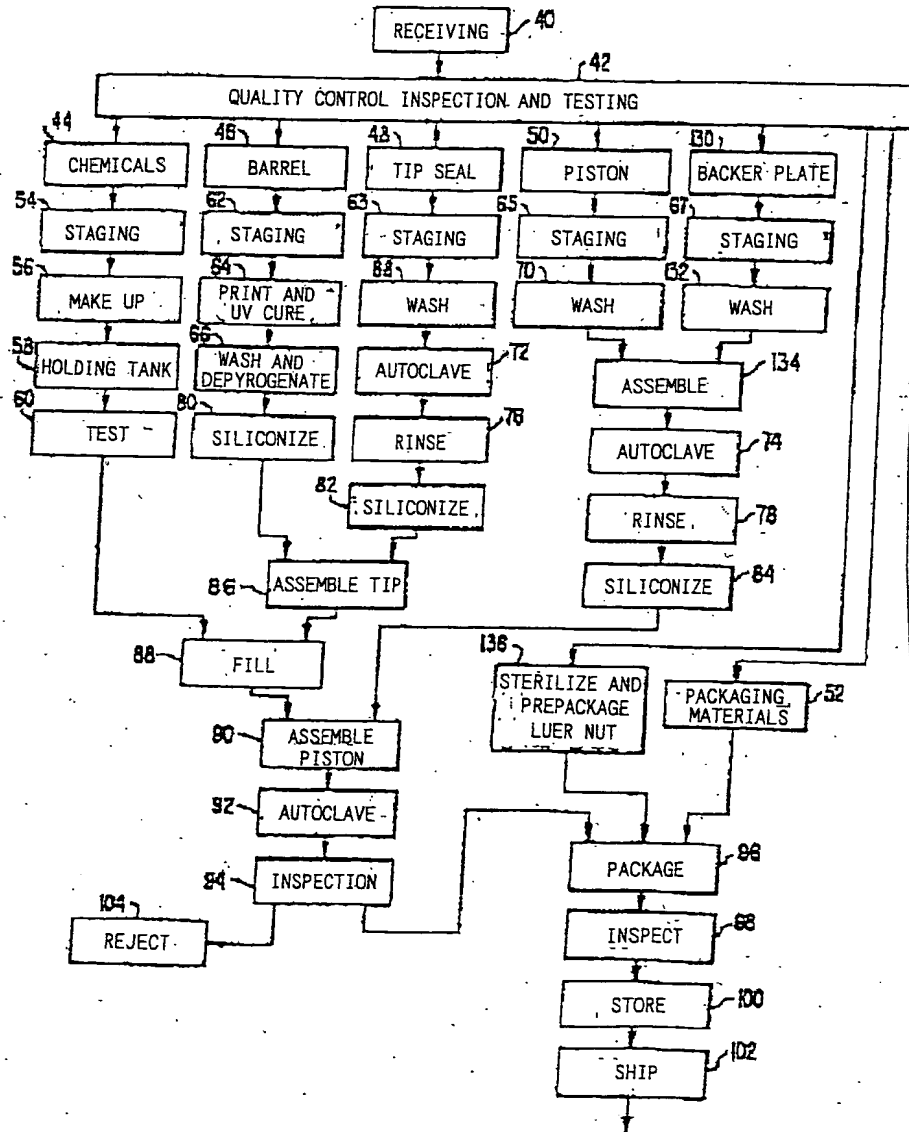 RECEIVING 40
42
QUALITY CONTROL INSPECTION AND TESTING
44 46 48 50 130
CHEMICALS BARREL TIP SEAL PISTON BACKER PLATE
54 62 63 65 67
STAGING STAGING STAGING STAGING STAGING
56 64 68 70 132
MAKE UP PRINT AND UV CURE WASH WASH WASH
58 66 72
HOLDING TANK WASH AND DEPYROGENATE AUTOCLAVE ASSEMBLE 134
60 80 76
TEST SILICONIZE RINSE AUTOCLAVE 74
82
SILICONIZE RINSE 78
86 ASSEMBLE TIP SILICONIZE 84
88 FILL
136
STERILIZE AND
PREPACKAGE
LUER NUT
PACKAGING
MATERIALS 52
90 ASSEMBLE
PISTON
92 AUTOCLAVE
94 INSPECTION
PACKAGE 96
104
REJECT
INSPECT 98
STORE 100
SHIP 102